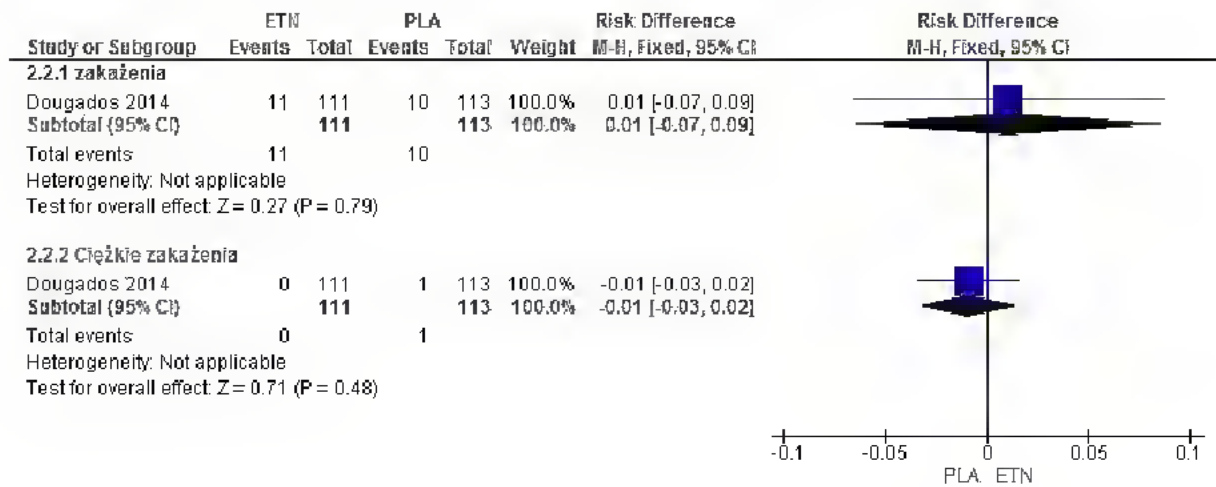 ETN PLA Risk Difference Risk Difference
Study or Subgroup Events Total Events Total Weight M-H, Fixed, 95% CI M-H, Fixed, 95% CI
2.2.1 zakażenia
Dougados 2014 11 111 10 113 100.0% 0.01 [-0.07, 0.09]
Subtotal (95% CI) 111 113 100.0% 0.01 [-0.07, 0.09]
Total events 11 10
Heterogeneity: Not applicable
Test for overall effect: Z = 0.27 (P = 0.79)
2.2.2 Ciężkie zakażenia
Dougados 2014 0 111 1 113 100.0% -0.01 [-0.03, 0.02]
Subtotal (95% CI) 111 113 100.0% -0.01 [-0.03, 0.02]
Total events 0 1
Heterogeneity: Not applicable
Test for overall effect: Z = 0.71 (P = 0.48)
-0.1 -0.05 0 0.05 0.1
PLA ETN